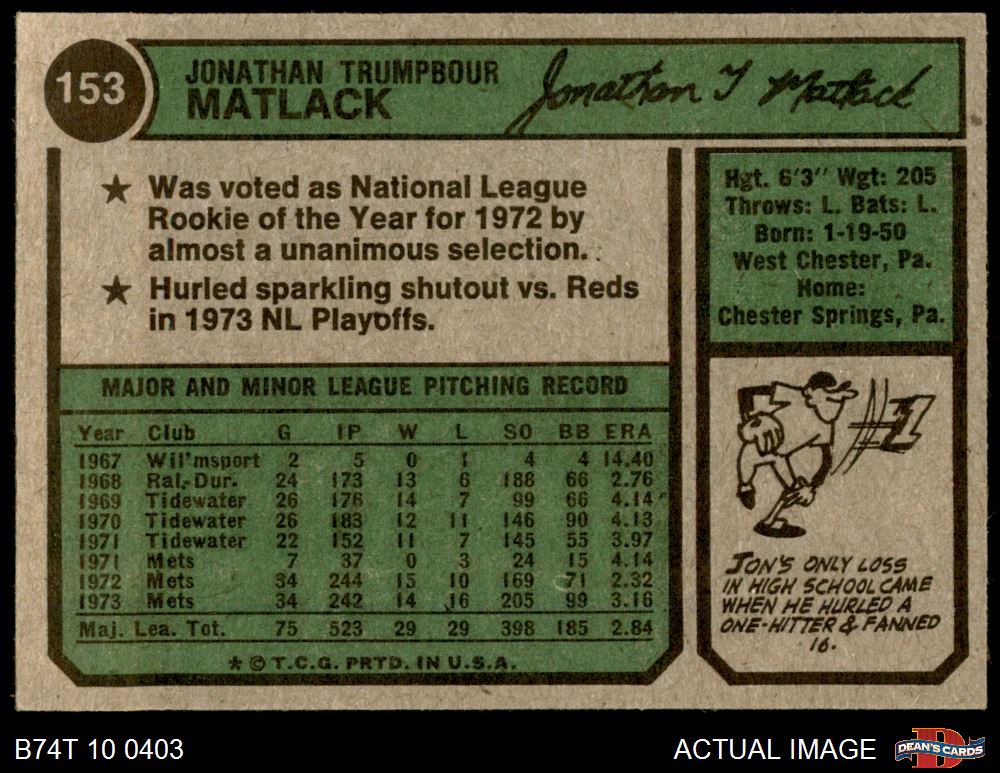 153
JONATHAN TRUMPBOUR
MATLACK
Jonathan T Matlack
★ Was voted as National League
Rookie of the Year for 1972 by
almost a unanimous selection.
★ Hurled sparkling shutout vs. Reds
in 1973 NL Playoffs.
Hgt. 6'3" Wgt: 205
Throws: L. Bats: L.
Born: 1-19-50
West Chester, Pa.
Home:
Chester Springs, Pa.
MAJOR AND MINOR LEAGUE PITCHING RECORD
Year Club G IP W L SO BB ERA
1967 Wil'msport 2 5 0 1 4 4 14.40
1968 Ral.-Dur. 24 173 13 6 188 66 2.76
1969 Tidewater 26 176 14 7 99 66 4.14
1970 Tidewater 26 183 12 11 146 90 4.13
1971 Tidewater 22 152 11 7 145 55 3.97
1971 Mets 7 37 0 3 24 15 4.14
1972 Mets 34 244 15 10 169 71 2.32
1973 Mets 34 242 14 16 205 99 3.16
Maj. Lea. Tot. 75 523 29 29 398 185 2.84
★ © T.C.G. PRTD. IN U.S.A.
#1
JON'S ONLY LOSS
IN HIGH SCHOOL CAME
WHEN HE HURLED A
ONE-HITTER & FANNED
16.
B74T 10 0403
ACTUAL IMAGE
DEAN'S CARDS